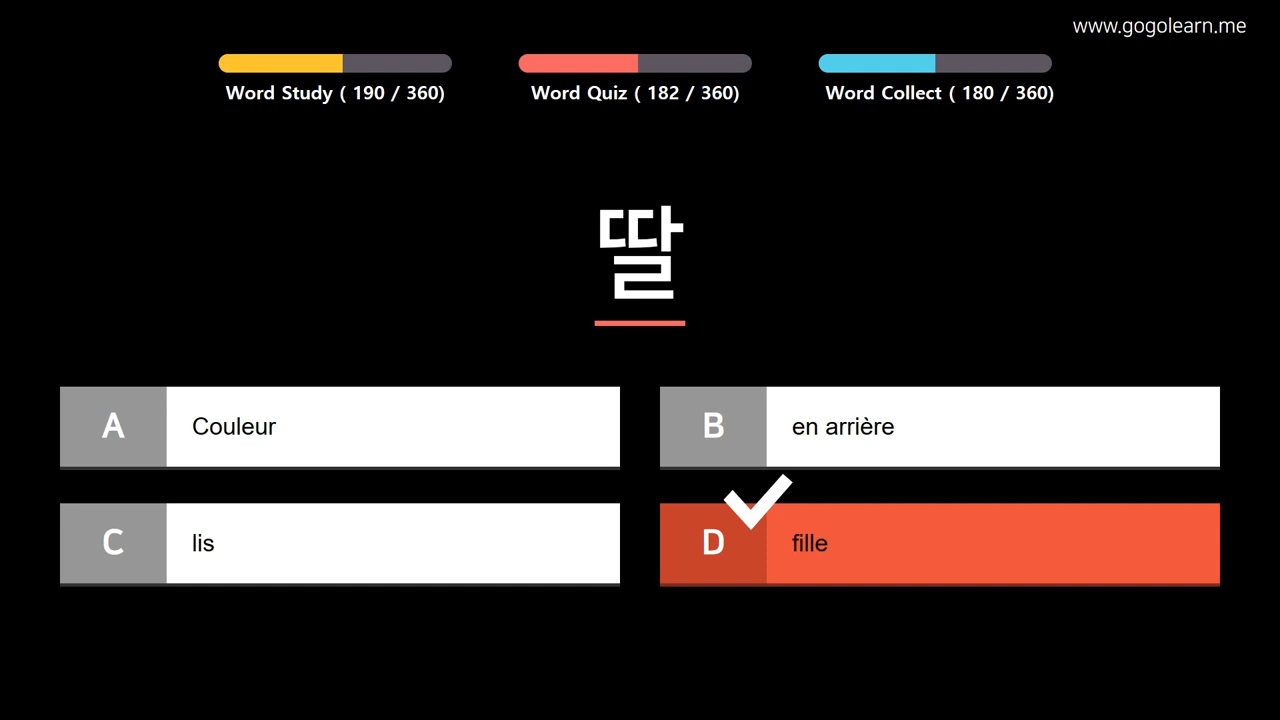 www.gogolearn.me
Word Study ( 190 / 360)
Word Quiz ( 182 / 360)
Word Collect ( 180 / 360)
딸
A Couleur
B en arrière
C lis
D fille